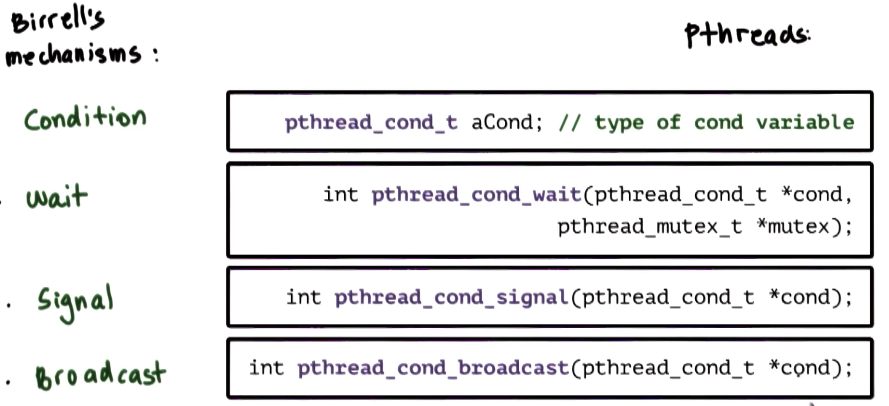 Birrell's
mechanisms :
Pthreads:
Condition
pthread_cond_t aCond; // type of cond variable
. Wait
int pthread_cond_wait(pthread_cond_t *cond,
pthread_mutex_t *mutex);
. Signal
int pthread_cond_signal(pthread_cond_t *cond);
. Broadcast
int pthread_cond_broadcast(pthread_cond_t *cond);